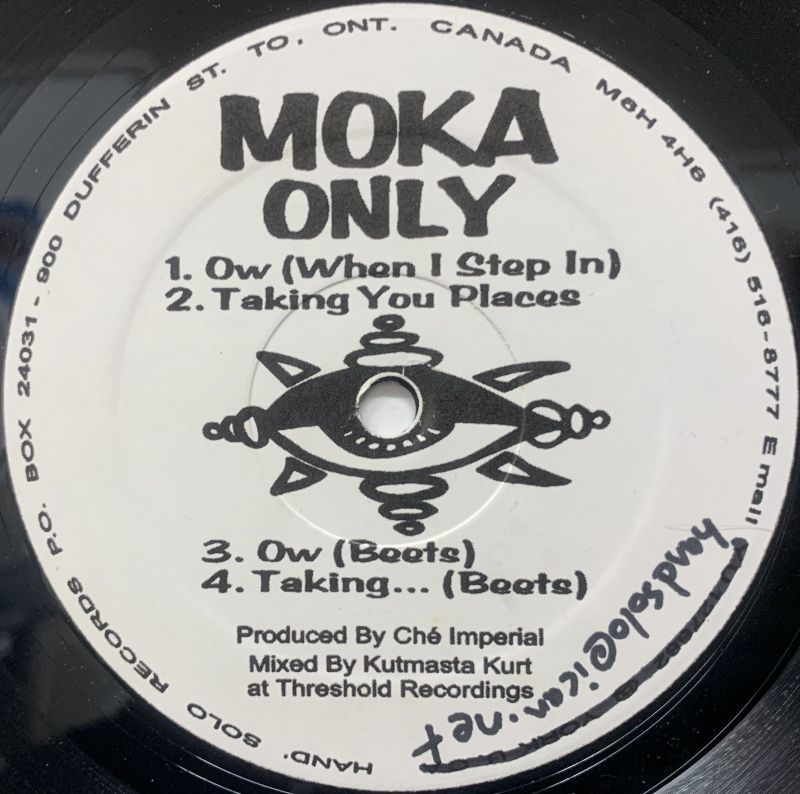 MOKA
ONLY
1. Ow (When I Step In)
2. Taking You Places
3. Ow (Beets)
4. Taking... (Beets)
Produced By Ché Imperial
Mixed By Kutmasta Kurt
at Threshold Recordings
HAND' SOLO RECORDS P.O. BOX 24031 - 900 DUFFERIN ST. TO. ONT. CANADA M6H 4H6 (416) 516-8777 E mail
handsolo@ican.net